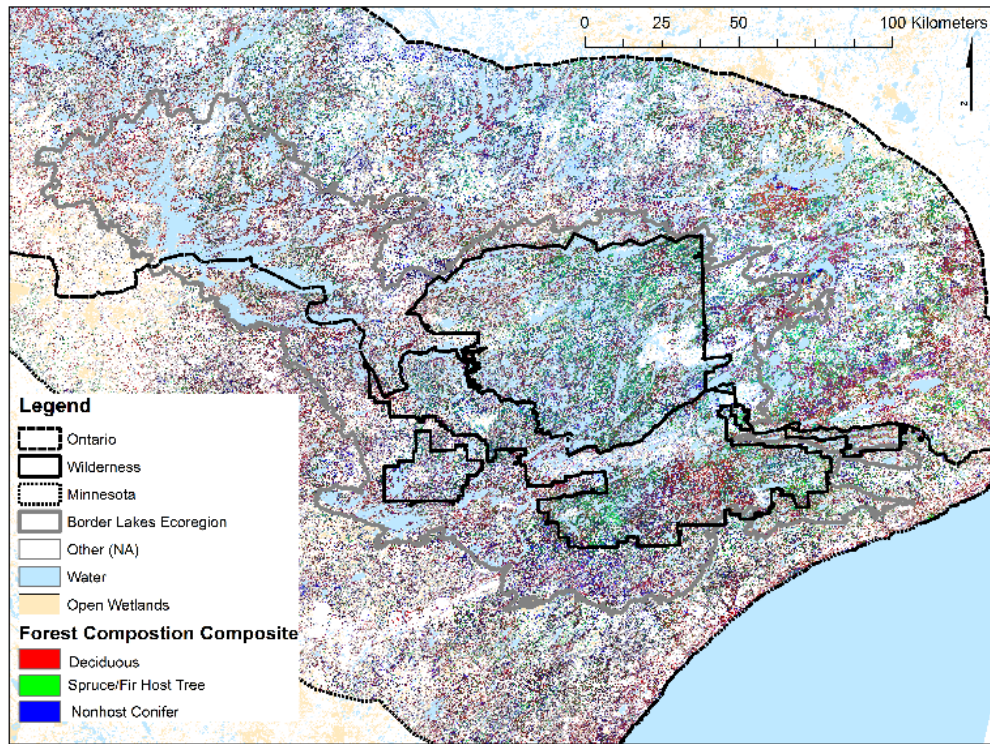 0 25 50 100 Kilometers
N
Legend
Ontario
Wilderness
Minnesota
Border Lakes Ecoregion
Other (NA)
Water
Open Wetlands
Forest Compostion Composite
Deciduous
Spruce/Fir Host Tree
Nonhost Conifer